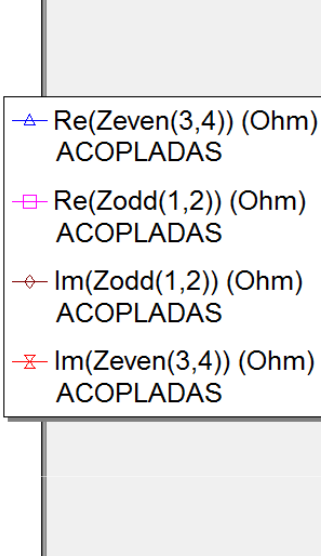 Re(Zeven(3,4)) (Ohm)
ACOPLADAS
Re(Zodd(1,2)) (Ohm)
ACOPLADAS
Im(Zodd(1,2)) (Ohm)
ACOPLADAS
Im(Zeven(3,4)) (Ohm)
ACOPLADAS